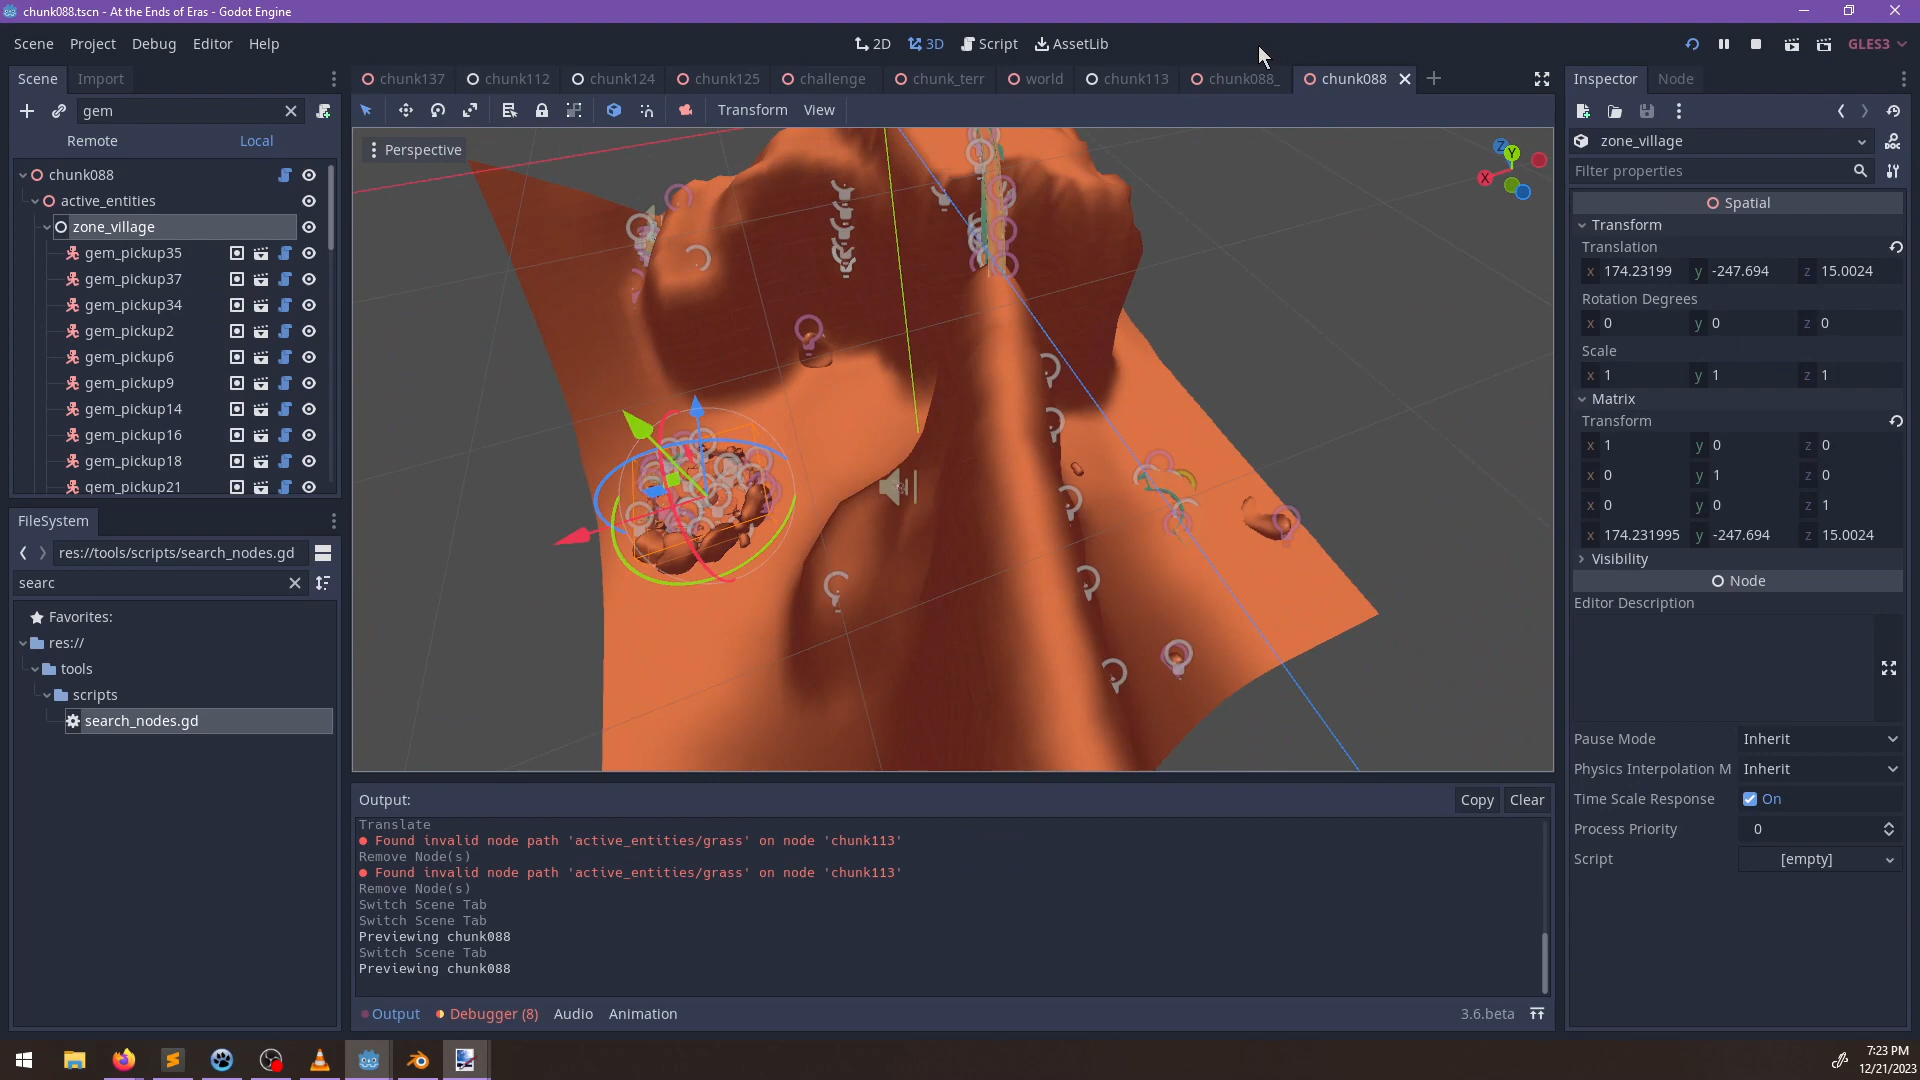 chunk088.tscn - At the Ends of Eras - Godot Engine
Scene Project Debug Editor Help
2D 3D Script AssetLib
GLES3
Scene Import
chunk137 chunk112 chunk124 chunk125 challenge chunk_terr world chunk113 chunk088_ chunk088
Inspector Node
gem
Transform View
Remote Local
Perspective
chunk088
active_entities
zone_village
gem_pickup35
gem_pickup37
gem_pickup34
gem_pickup2
gem_pickup6
gem_pickup9
gem_pickup14
gem_pickup16
gem_pickup18
gem_pickup21
Y
Z
X
FileSystem
res://tools/scripts/search_nodes.gd
searc
Favorites:
res://
tools
scripts
search_nodes.gd
Output:
Copy Clear
Translate
Found invalid node path 'active_entities/grass' on node 'chunk113'
Remove Node(s)
Found invalid node path 'active_entities/grass' on node 'chunk113'
Remove Node(s)
Switch Scene Tab
Switch Scene Tab
Previewing chunk088
Switch Scene Tab
Previewing chunk088
Output Debugger (8) Audio Animation
3.6.beta
zone_village
Filter properties
Spatial
Transform
Translation
x 174.23199 y -247.694 z 15.0024
Rotation Degrees
x 0 y 0 z 0
Scale
x 1 y 1 z 1
Matrix
Transform
x 1 y 0 z 0
x 0 y 1 z 0
x 0 y 0 z 1
x 174.231995 y -247.694 z 15.0024
Visibility
Node
Editor Description
Pause Mode Inherit
Physics Interpolation M Inherit
Time Scale Response On
Process Priority 0
Script [empty]
7:23 PM
12/21/2023